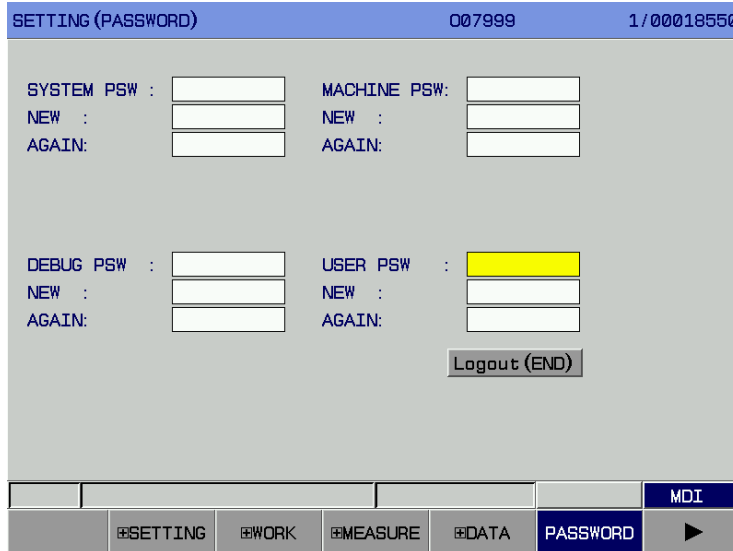 SETTING(PASSWORD) O07999 1/00018550
SYSTEM PSW : MACHINE PSW:
NEW : NEW :
AGAIN: AGAIN:
DEBUG PSW : USER PSW :
NEW : NEW :
AGAIN: AGAIN:
Logout(END)
MDI
⊞SETTING ⊞WORK ⊞MEASURE ⊞DATA PASSWORD ▶